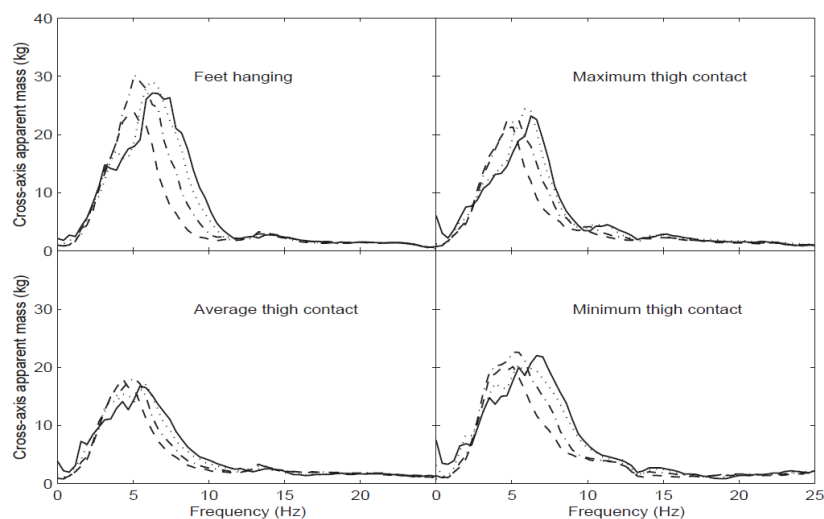 40
30
20
10
0
Cross-axis apparent mass (kg)
Feet hanging
Maximum thigh contact
Cross-axis apparent mass (kg)
30
20
10
0
Average thigh contact
Minimum thigh contact
0 5 10 15 20 0 5 10 15 20 25
Frequency (Hz) Frequency (Hz)